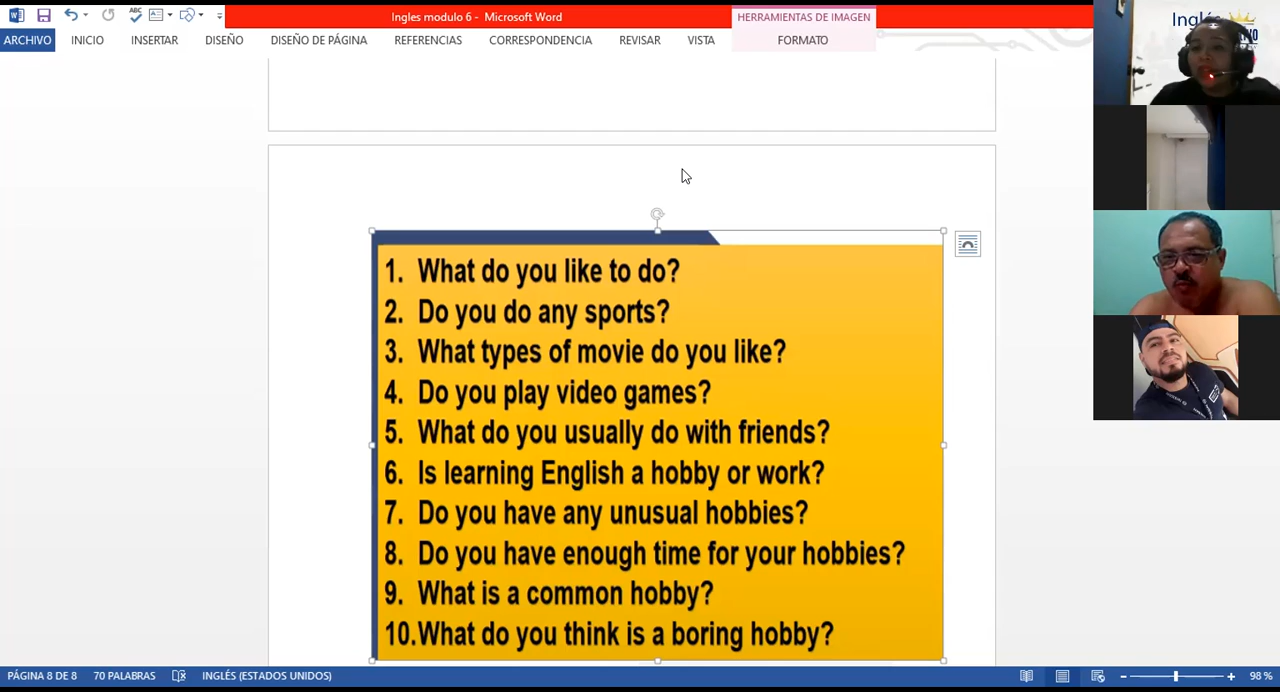 Ingles modulo 6 - Microsoft Word
HERRAMIENTAS DE IMAGEN
ARCHIVO INICIO INSERTAR DISEÑO DISEÑO DE PÁGINA REFERENCIAS CORRESPONDENCIA REVISAR VISTA FORMATO
Inglés
1. What do you like to do?
2. Do you do any sports?
3. What types of movie do you like?
4. Do you play video games?
5. What do you usually do with friends?
6. Is learning English a hobby or work?
7. Do you have any unusual hobbies?
8. Do you have enough time for your hobbies?
9. What is a common hobby?
10.What do you think is a boring hobby?
PÁGINA 8 DE 8 70 PALABRAS INGLÉS (ESTADOS UNIDOS) 98 %